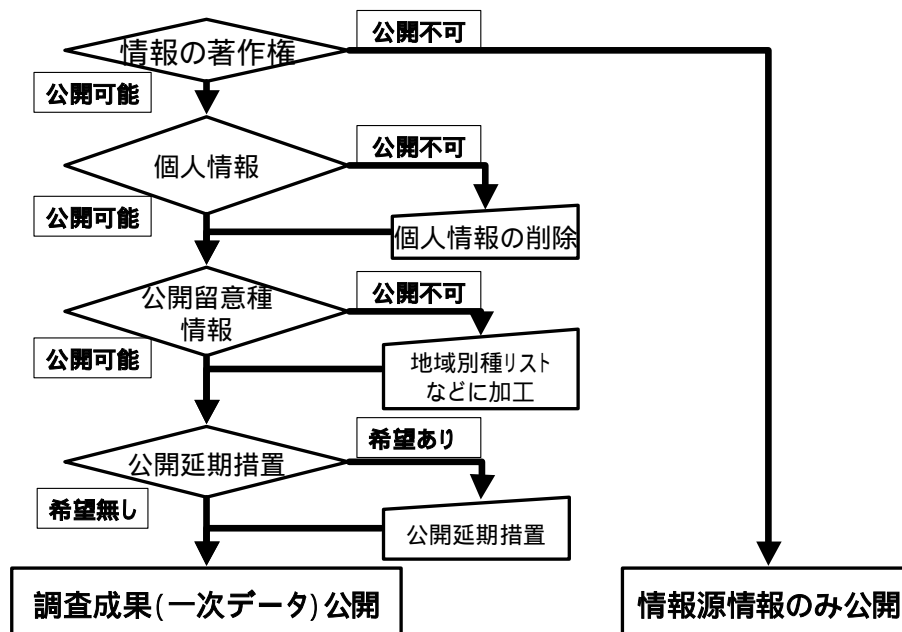 情報の著作権
公開不可
公開可能
個人情報
公開不可
公開可能
個人情報の削除
公開留意種
情報
公開不可
公開可能
地域別種リスト
などに加工
公開延期措置
希望あり
希望無し
公開延期措置
調査成果(一次データ)公開
情報源情報のみ公開